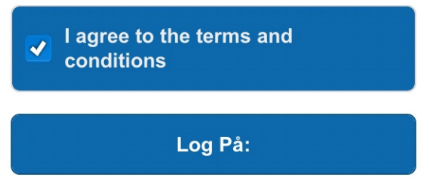 I agree to the terms and
conditions
Log På: